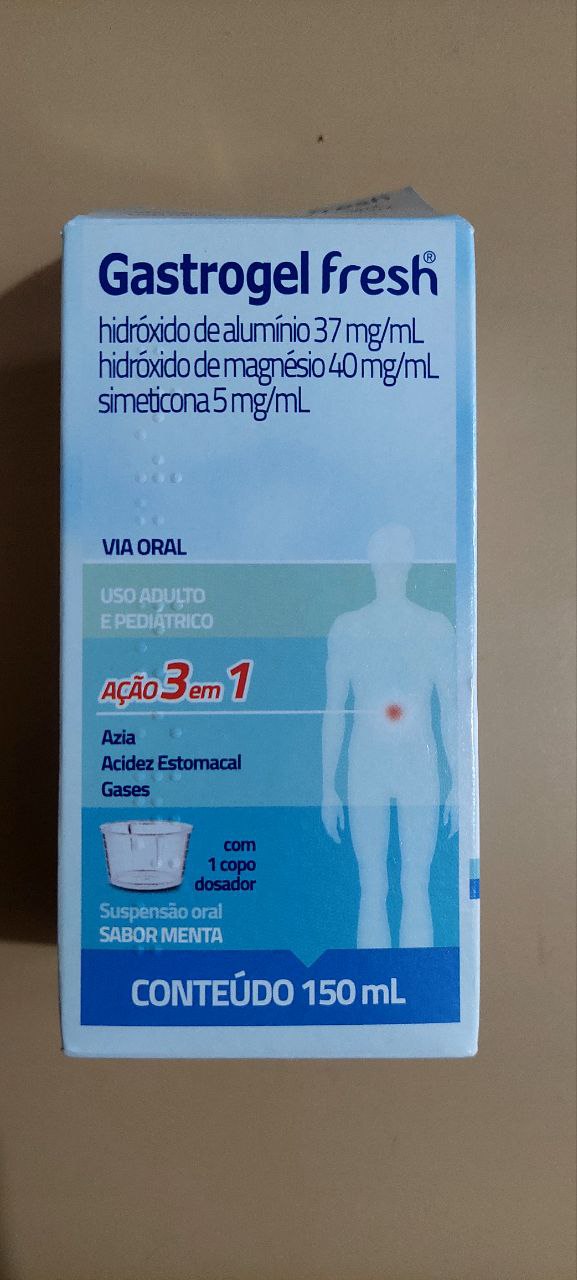 fresh
Gastrogel fresh®
hidróxido de alumínio 37 mg/mL
hidróxido de magnésio 40 mg/mL
simeticona 5 mg/mL
VIA ORAL
USO ADULTO
E PEDIÁTRICO
AÇÃO 3 em 1
Azia
Acidez Estomacal
Gases
com
1 copo
dosador
Suspensão oral
SABOR MENTA
CONTEÚDO 150 mL